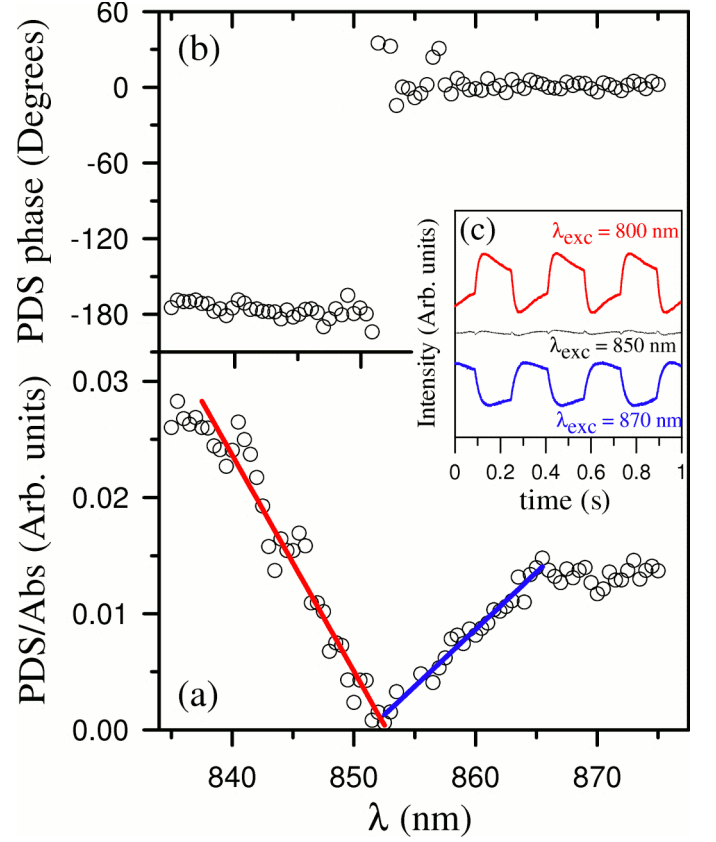 60
0
-60
-120
-180
PDS phase (Degrees)
(b)
(c)
λexc = 800 nm
λexc = 850 nm
λexc = 870 nm
Intensity (Arb. units)
0 0.2 0.4 0.6 0.8 1
time (s)
0.03
0.02
0.01
0.00
PDS/Abs (Arb. units)
(a)
840 850 860 870
λ (nm)